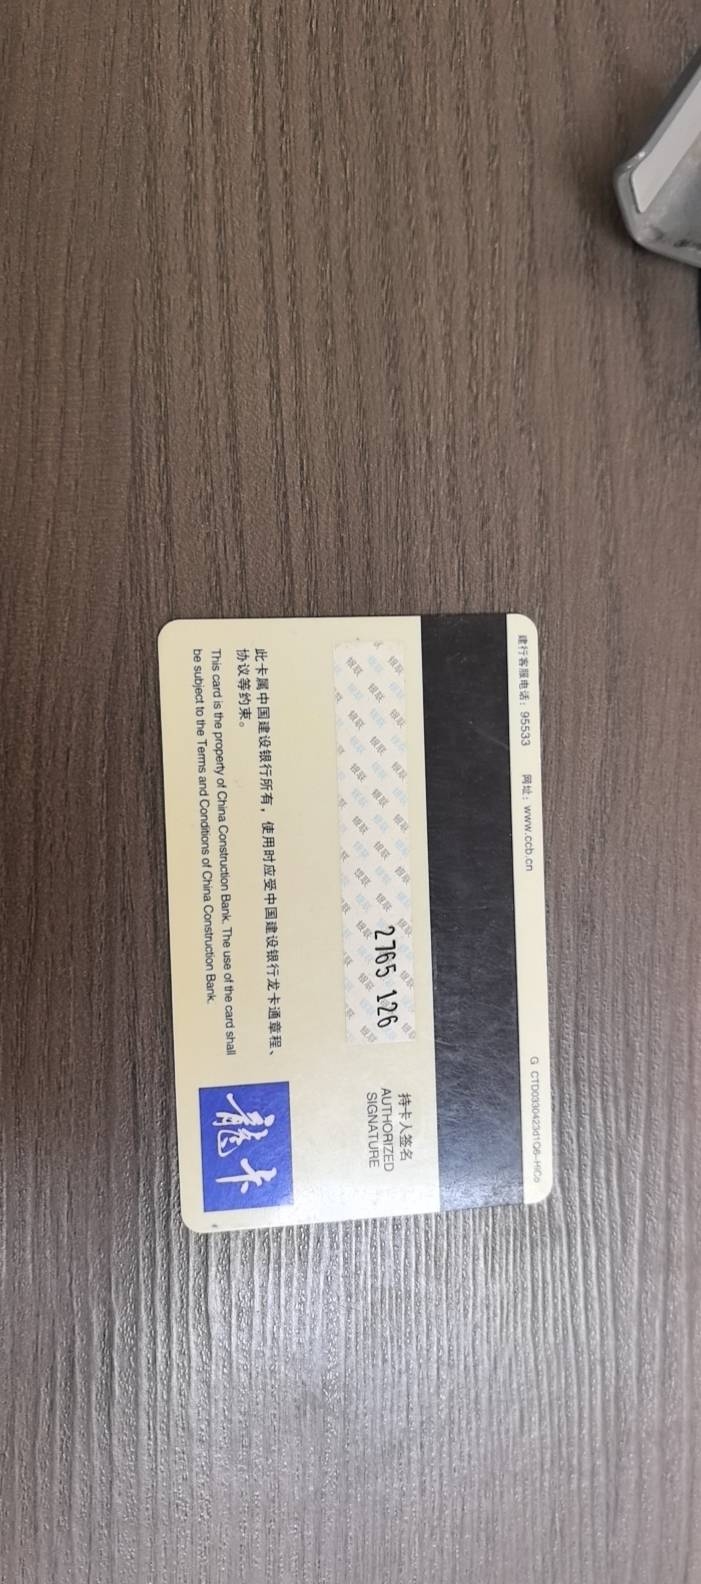 建行客服电话：95533 网址：www.ccb.cn
G CTD0330423d1Q6-HiCo
2765 126
持卡人签名
AUTHORIZED
SIGNATURE
此卡属中国建设银行所有，使用时应受中国建设银行龙卡通章程、
协议等约束。
This card is the property of China Construction Bank. The use of the card shall
be subject to the Terms and Conditions of China Construction Bank.
龍卡